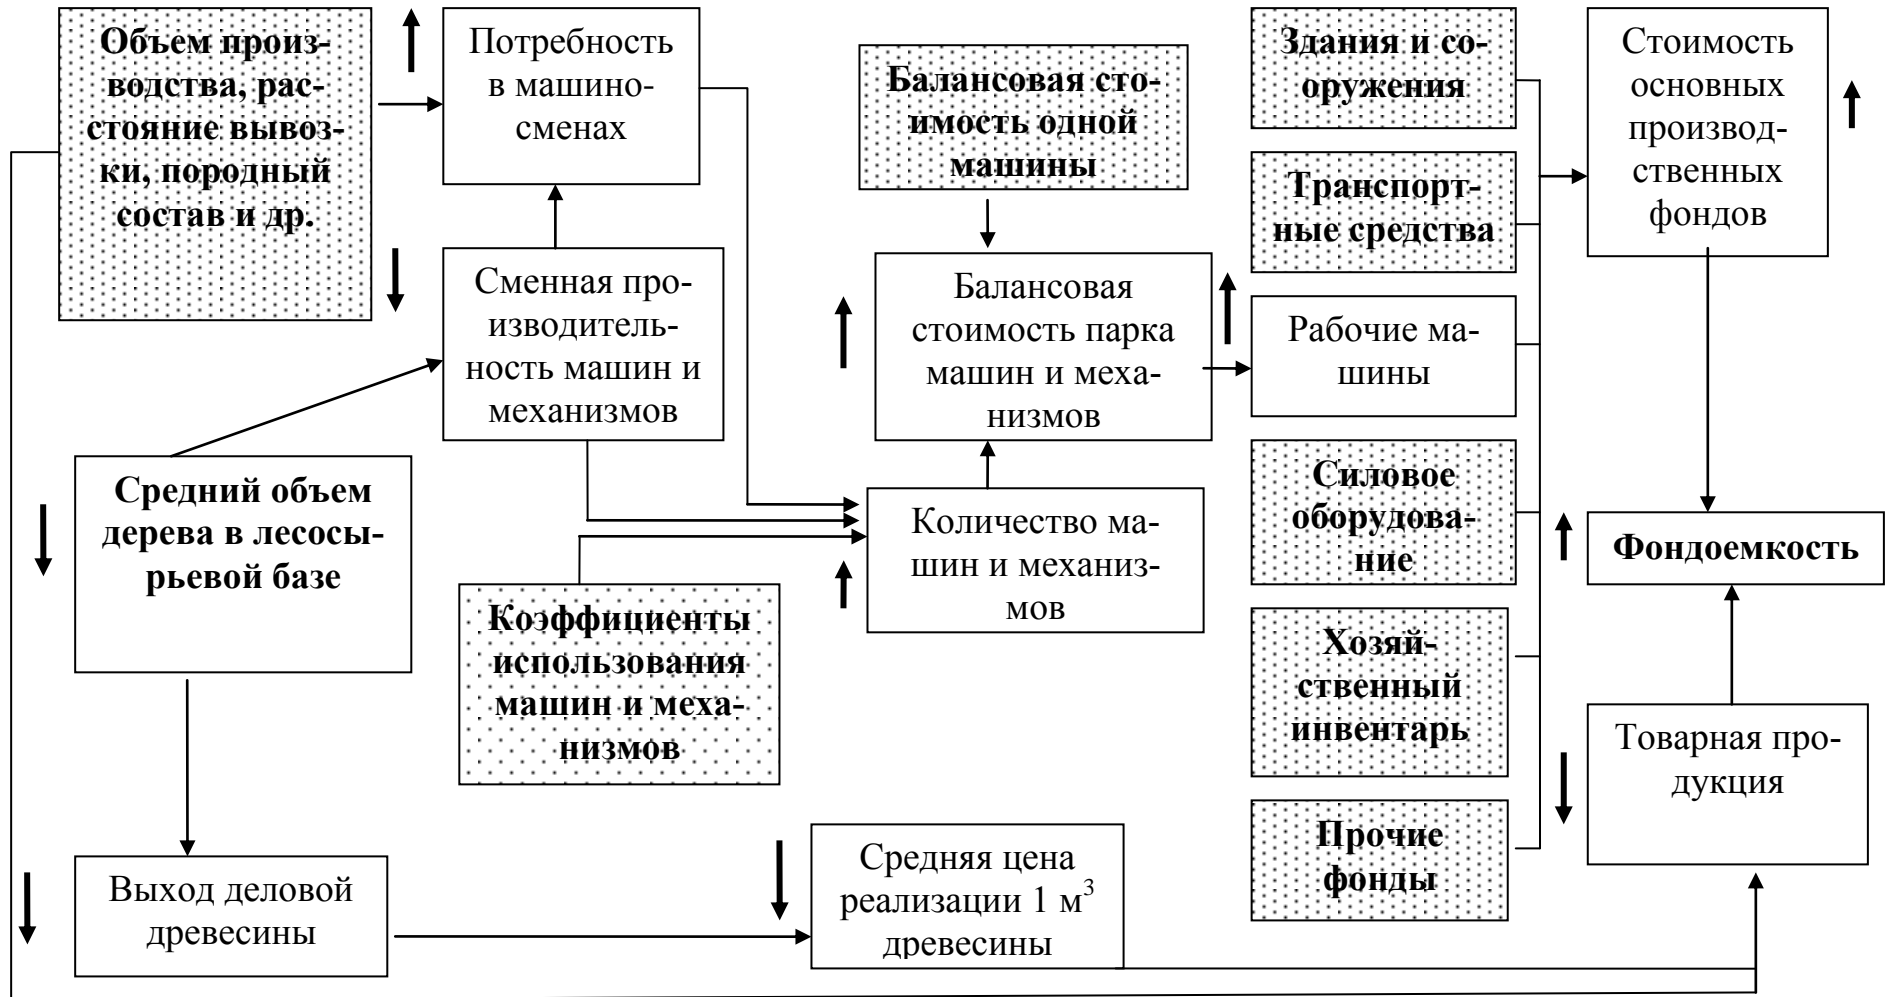 Объем произ-
водства, рас-
стояние вывоз-
ки, породный
состав и др.
Потребность
в машино-
сменах
Балансовая сто-
имость одной
машины
Здания и со-
оружения
Стоимость
основных
производ-
ственных
фондов
Транспорт-
ные средства
Сменная про-
изводитель-
ность машин и
механизмов
Балансовая
стоимость парка
машин и меха-
низмов
Рабочие ма-
шины
Средний объем
дерева в лесосы-
рьевой базе
Количество ма-
шин и механиз-
мов
Силовое
оборудова-
ние
Фондоемкость
Коэффициенты
использования
машин и меха-
низмов
Хозяй-
ственный
инвентарь
Товарная про-
дукция
Прочие
фонды
Выход деловой
древесины
Средняя цена
реализации 1 м³
древесины